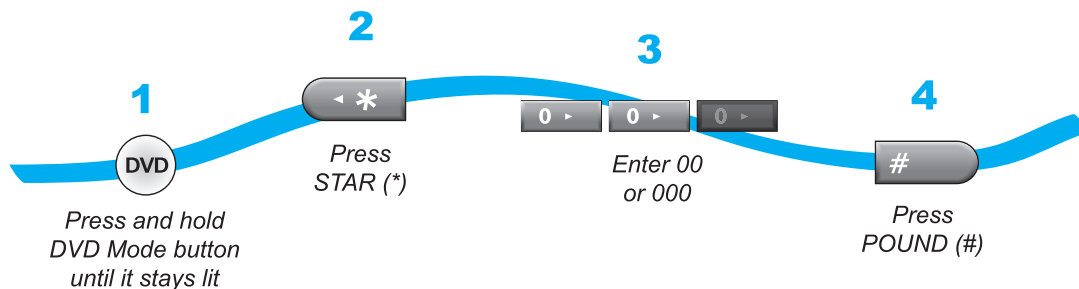 1
DVD
Press and hold
DVD Mode button
until it stays lit
2
◄ *
Press
STAR (*)
3
0 ► 0 ► 0 ►
Enter 00
or 000
4
#
Press
POUND (#)